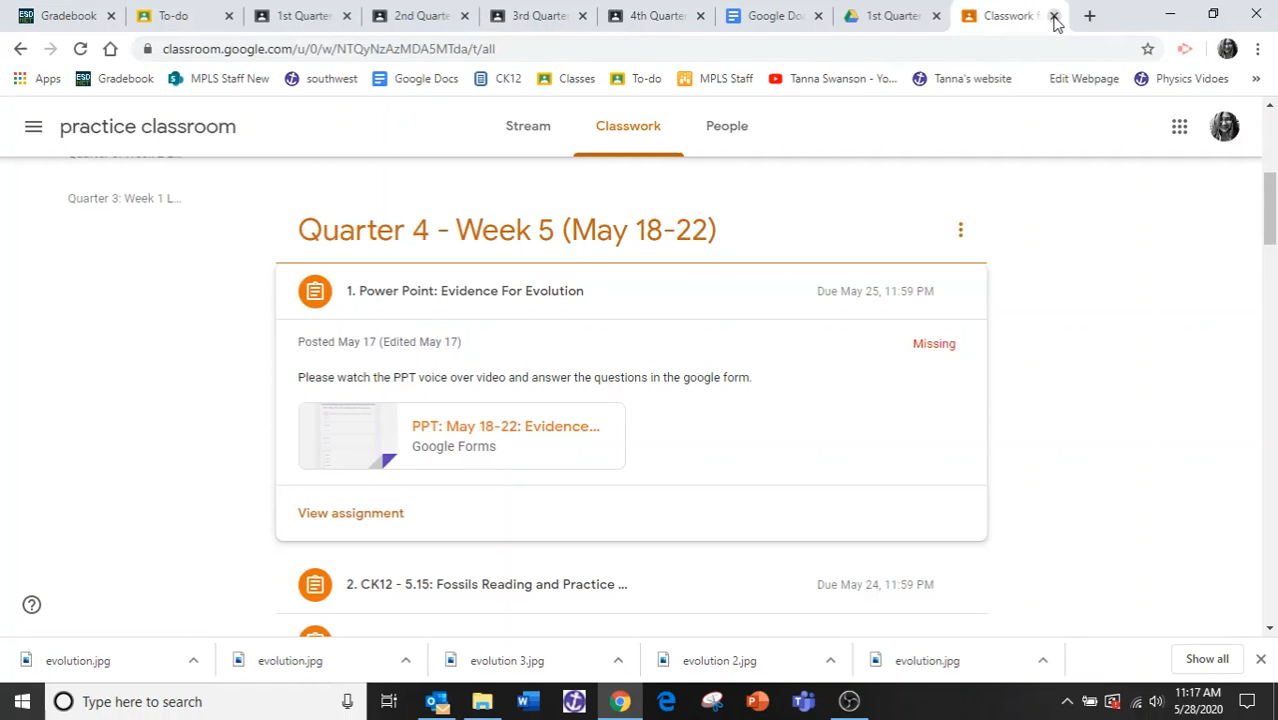 Gradebook
To-do
1st Quarter
2nd Quarte
3rd Quarte
4th Quarter
Google Doc
1st Quarter
Classwork f
classroom.google.com/u/0/w/NTQyNzAzMDA5MTda/t/all
Apps
ESD Gradebook
MPLS Staff New
southwest
Google Docs
CK12
Classes
To-do
MPLS Staff
Tanna Swanson - Yo...
Tanna's website
Edit Webpage
Physics Vidoes
»
practice classroom
Stream
Classwork
People
Quarter 3: Week 1 L...
Quarter 4 - Week 5 (May 18-22)
1. Power Point: Evidence For Evolution
Due May 25, 11:59 PM
Posted May 17 (Edited May 17)
Missing
Please watch the PPT voice over video and answer the questions in the google form.
PPT: May 18-22: Evidence...
Google Forms
View assignment
2. CK12 - 5.15: Fossils Reading and Practice ...
Due May 24, 11:59 PM
evolution.jpg
evolution.jpg
evolution 3.jpg
evolution 2.jpg
evolution.jpg
Show all
Type here to search
11:17 AM
5/28/2020